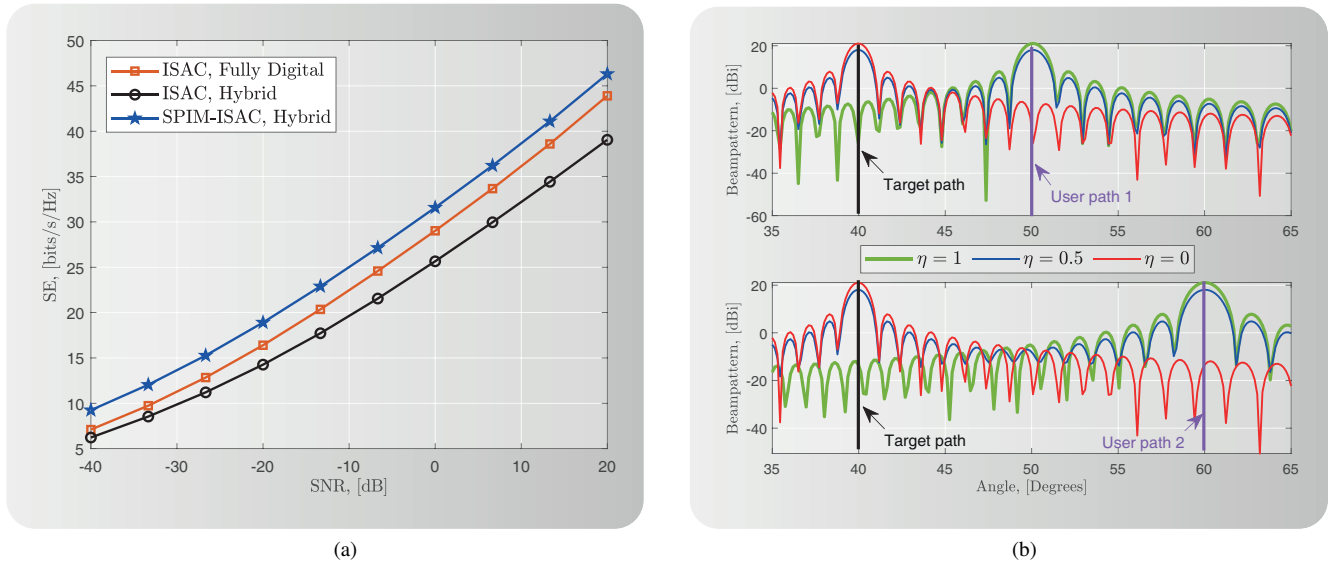 50
45
40
35
30
25
20
15
10
5
SE, [bits/s/Hz]
ISAC, Fully Digital
ISAC, Hybrid
SPIM-ISAC, Hybrid
-40 -30 -20 -10 0 10 20
SNR, [dB]
(a)
20
0
-20
-40
-60
Beampattern, [dBi]
Target path
User path 1
35 40 45 50 55 60 65
η = 1 η = 0.5 η = 0
20
0
-20
-40
Beampattern, [dBi]
Target path
User path 2
35 40 45 50 55 60 65
Angle, [Degrees]
(b)